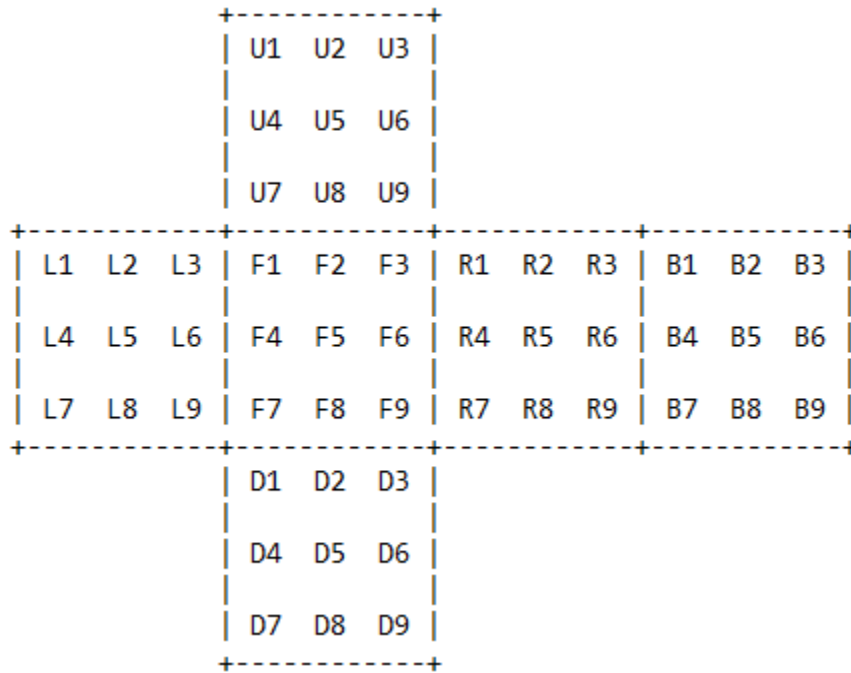 +------------+
| U1 U2 U3 |
| |
| U4 U5 U6 |
| |
| U7 U8 U9 |
+------------+------------+------------+------------+
| L1 L2 L3 | F1 F2 F3 | R1 R2 R3 | B1 B2 B3 |
| | | | |
| L4 L5 L6 | F4 F5 F6 | R4 R5 R6 | B4 B5 B6 |
| | | | |
| L7 L8 L9 | F7 F8 F9 | R7 R8 R9 | B7 B8 B9 |
+------------+------------+------------+------------+
| D1 D2 D3 |
| |
| D4 D5 D6 |
| |
| D7 D8 D9 |
+------------+